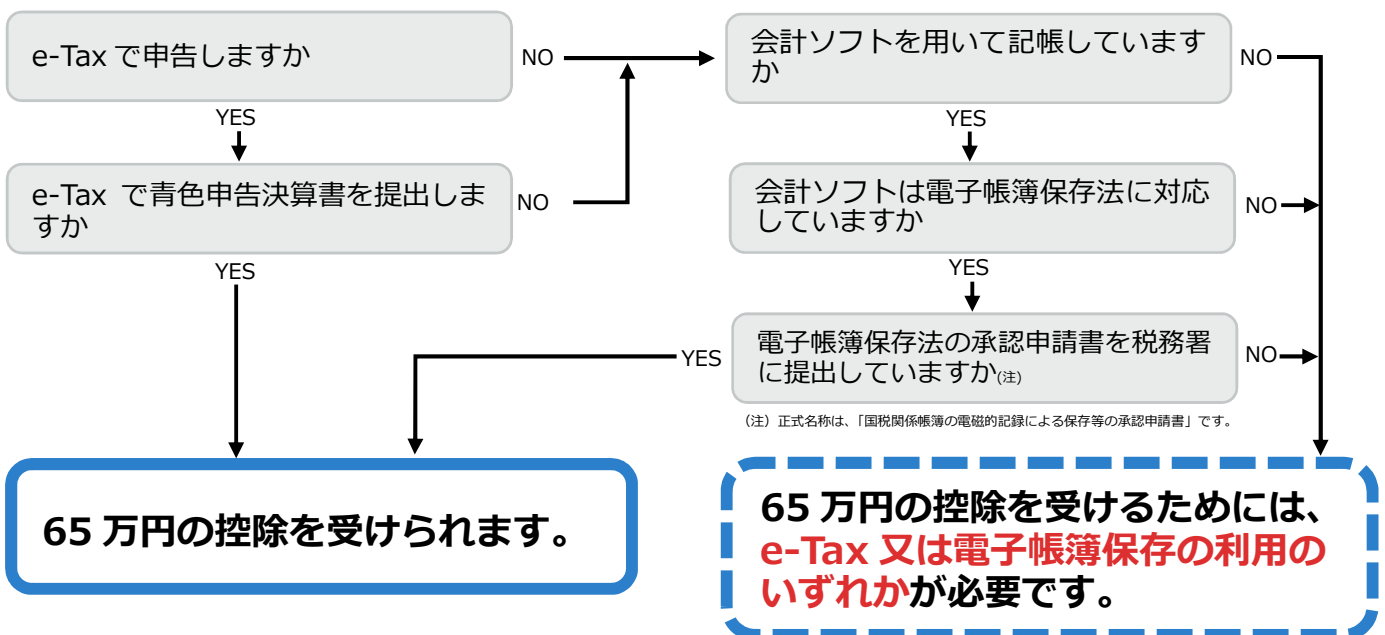 e-Tax で申告しますか
NO
YES
e-Tax で青色申告決算書を提出しま
すか
NO
YES
会計ソフトを用いて記帳しています
か
NO
YES
会計ソフトは電子帳簿保存法に対応
していますか
NO
YES
電子帳簿保存法の承認申請書を税務署
に提出していますか(注)
YES
NO
(注)正式名称は、「国税関係帳簿の電磁的記録による保存等の承認申請書」です。
65 万円の控除を受けられます。
65 万円の控除を受けるためには、
e-Tax 又は電子帳簿保存の利用の
いずれかが必要です。